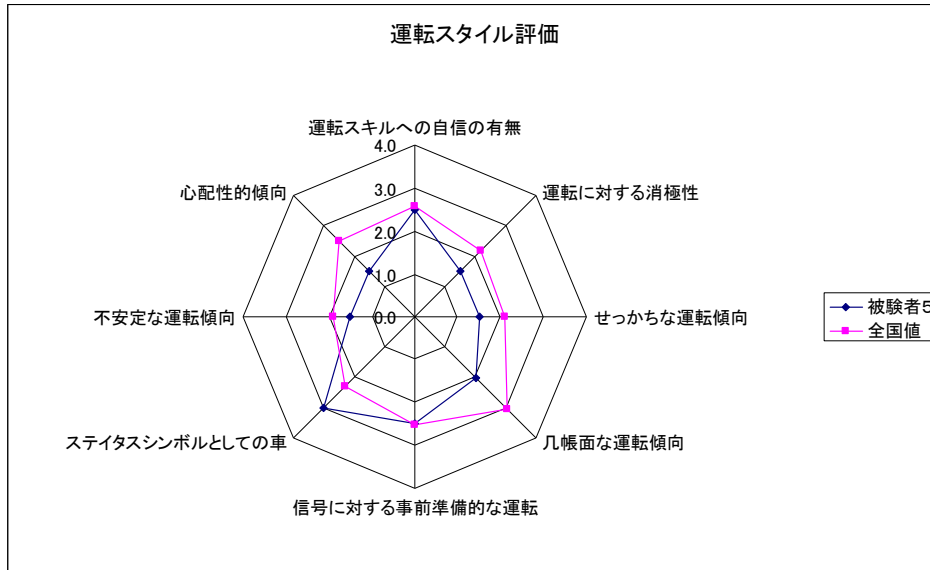 運転スタイル評価
運転スキルへの自信の有無
4.0
3.0
2.0
1.0
0.0
運転に対する消極性
せっかちな運転傾向
几帳面な運転傾向
信号に対する事前準備的な運転
ステイタスシンボルとしての車
不安定な運転傾向
心配性的傾向
被験者5
全国値